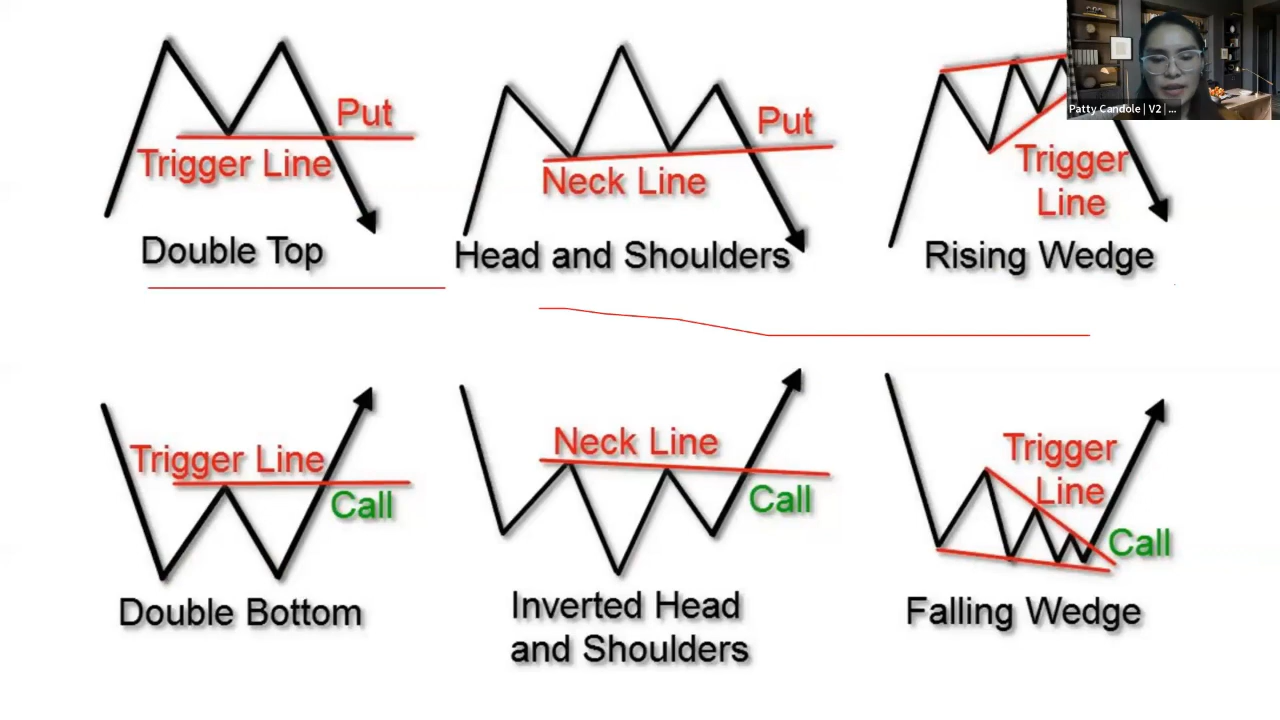 Patty Candole | V2 | ...
Put
Trigger Line
Double Top
Put
Neck Line
Head and Shoulders
Trigger
Line
Rising Wedge
Trigger Line
Call
Double Bottom
Neck Line
Call
Inverted Head
and Shoulders
Trigger
Line
Call
Falling Wedge